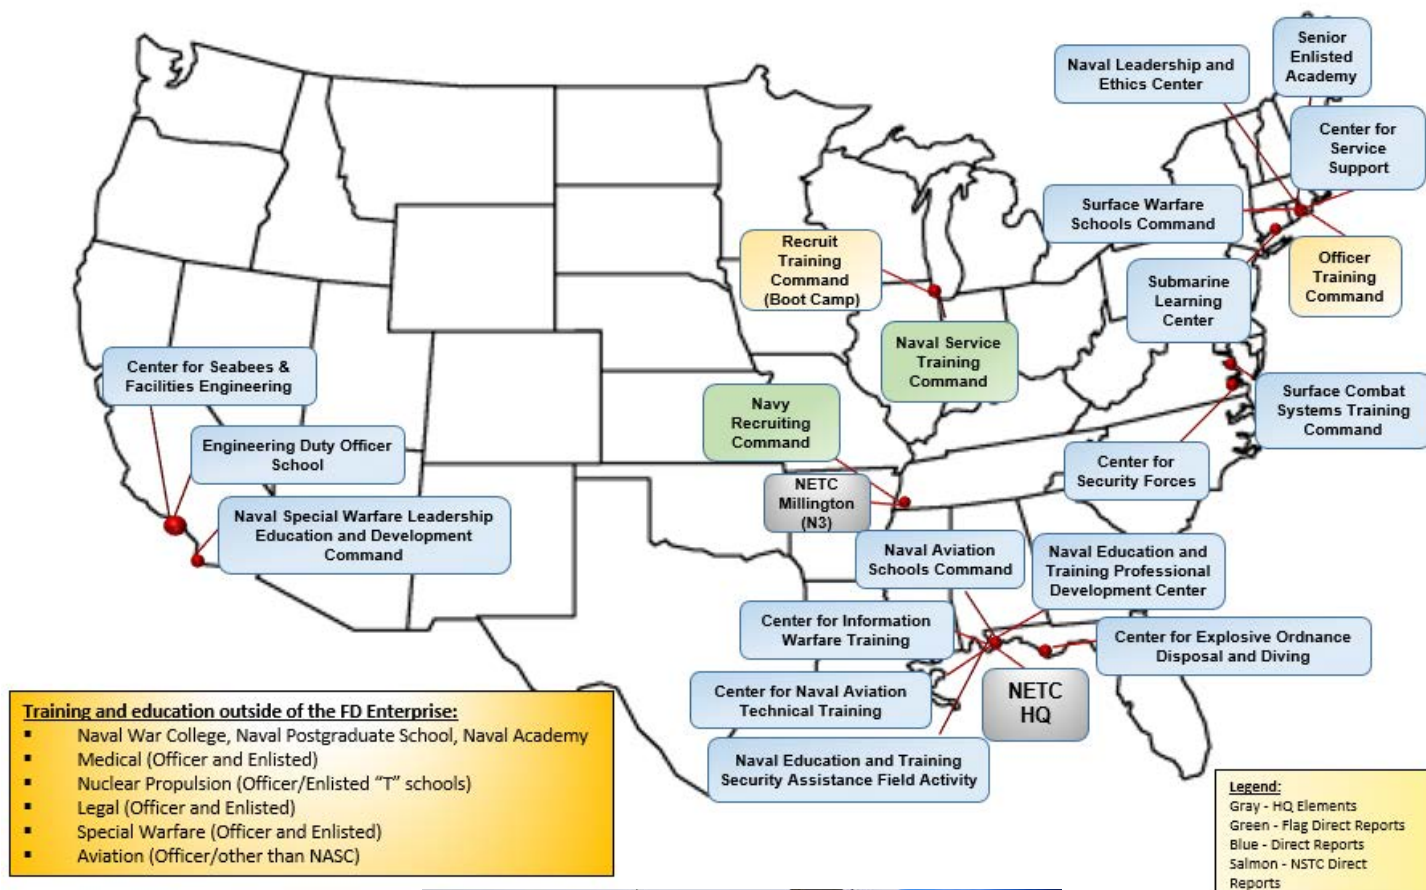 Senior
Enlisted
Academy
Naval Leadership and
Ethics Center
Center for
Service
Support
Surface Warfare
Schools Command
Recruit
Training
Command
(Boot Camp)
Officer
Training
Command
Submarine
Learning
Center
Naval Service
Training
Command
Center for Seabees &
Facilities Engineering
Surface Combat
Systems Training
Command
Navy
Recruiting
Command
Engineering Duty Officer
School
Center for
Security Forces
NETC
Millington
(N3)
Naval Special Warfare Leadership
Education and Development
Command
Naval Aviation
Schools Command
Naval Education and
Training Professional
Development Center
Center for Information
Warfare Training
Center for Explosive Ordnance
Disposal and Diving
Center for Naval Aviation
Technical Training
NETC
HQ
Naval Education and Training
Security Assistance Field Activity
Training and education outside of the FD Enterprise:
▪ Naval War College, Naval Postgraduate School, Naval Academy
▪ Medical (Officer and Enlisted)
▪ Nuclear Propulsion (Officer/Enlisted “T” schools)
▪ Legal (Officer and Enlisted)
▪ Special Warfare (Officer and Enlisted)
▪ Aviation (Officer/other than NASC)
Legend:
Gray - HQ Elements
Green - Flag Direct Reports
Blue - Direct Reports
Salmon - NSTC Direct
Reports